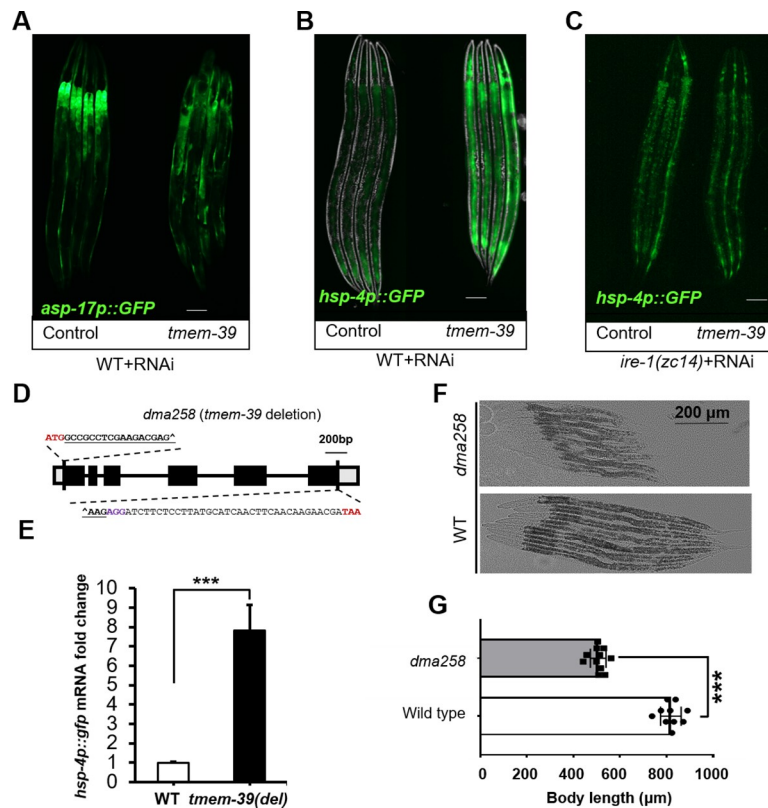 A
asp-17p::GFP
Control tmem-39
WT+RNAi
B
hsp-4p::GFP
Control tmem-39
WT+RNAi
C
hsp-4p::GFP
Control tmem-39
ire-1(zc14)+RNAi
D
dma258 (tmem-39 deletion)
ATGGCCGCCTCGAAGACGAG^
200bp
^AAGAGGATCTTCTCCTTATGCATCAACTTCAACAAGAACGATAA
E
hsp-4p::gfp mRNA fold change
10
9
8
7
6
5
4
3
2
1
0
***
WT tmem-39(del)
F
dma258
200 µm
WT
G
dma258
Wild type
***
0 200 400 600 800 1000
Body length (µm)